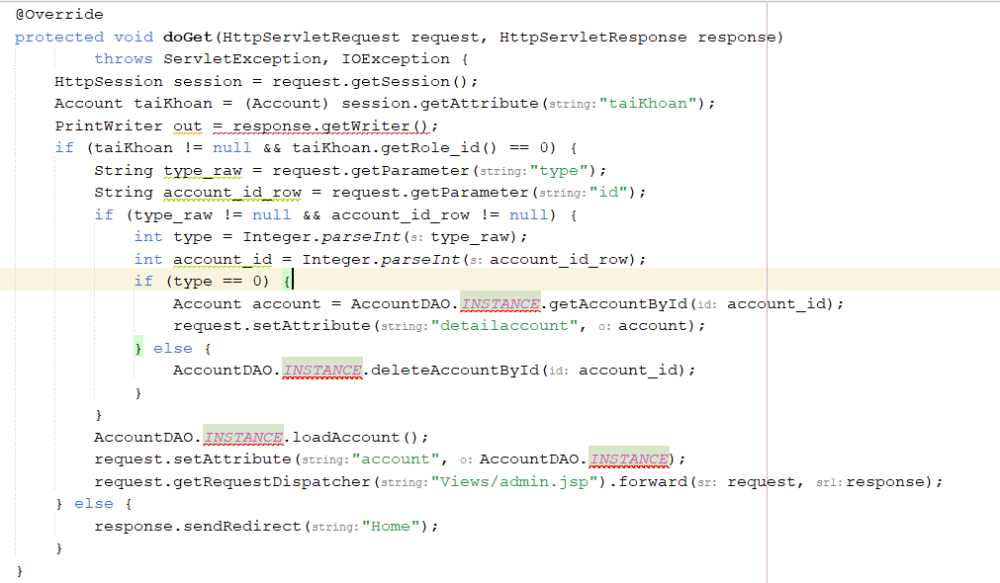 @Override
protected void doGet(HttpServletRequest request, HttpServletResponse response)
        throws ServletException, IOException {
    HttpSession session = request.getSession();
    Account taiKhoan = (Account) session.getAttribute(string:"taiKhoan");
    PrintWriter out = response.getWriter();
    if (taiKhoan != null && taiKhoan.getRole_id() == 0) {
        String type_raw = request.getParameter(string:"type");
        String account_id_row = request.getParameter(string:"id");
        if (type_raw != null && account_id_row != null) {
            int type = Integer.parseInt(s: type_raw);
            int account_id = Integer.parseInt(s: account_id_row);
            if (type == 0) {
                Account account = AccountDAO.INSTANCE.getAccountById(id: account_id);
                request.setAttribute(string:"detailaccount", o: account);
            } else {
                AccountDAO.INSTANCE.deleteAccountById(id: account_id);
            }
        }
        AccountDAO.INSTANCE.loadAccount();
        request.setAttribute(string:"account", o: AccountDAO.INSTANCE);
        request.getRequestDispatcher(string:"Views/admin.jsp").forward(sr: request, sr1: response);
    } else {
        response.sendRedirect(string:"Home");
    }
}